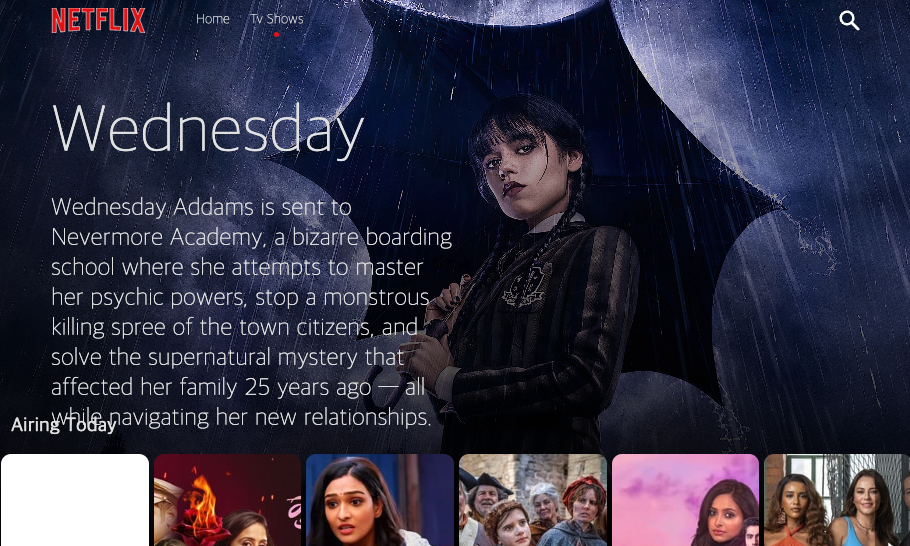 NETFLIX
Home
Tv Shows
Wednesday
Wednesday Addams is sent to
Nevermore Academy, a bizarre boarding
school where she attempts to master
her psychic powers, stop a monstrous
killing spree of the town citizens, and
solve the supernatural mystery that
affected her family 25 years ago — all
while navigating her new relationships.
Airing Today